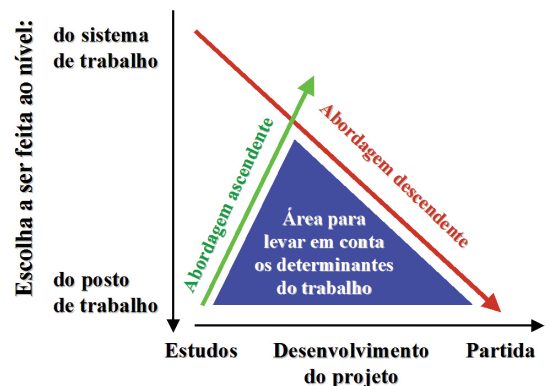 Escolha a ser feita ao nível:
do sistema
de trabalho
Abordagem ascendente
Abordagem descendente
Área para
levar em conta
os determinantes
do trabalho
do posto
de trabalho
Estudos
Desenvolvimento
do projeto
Partida